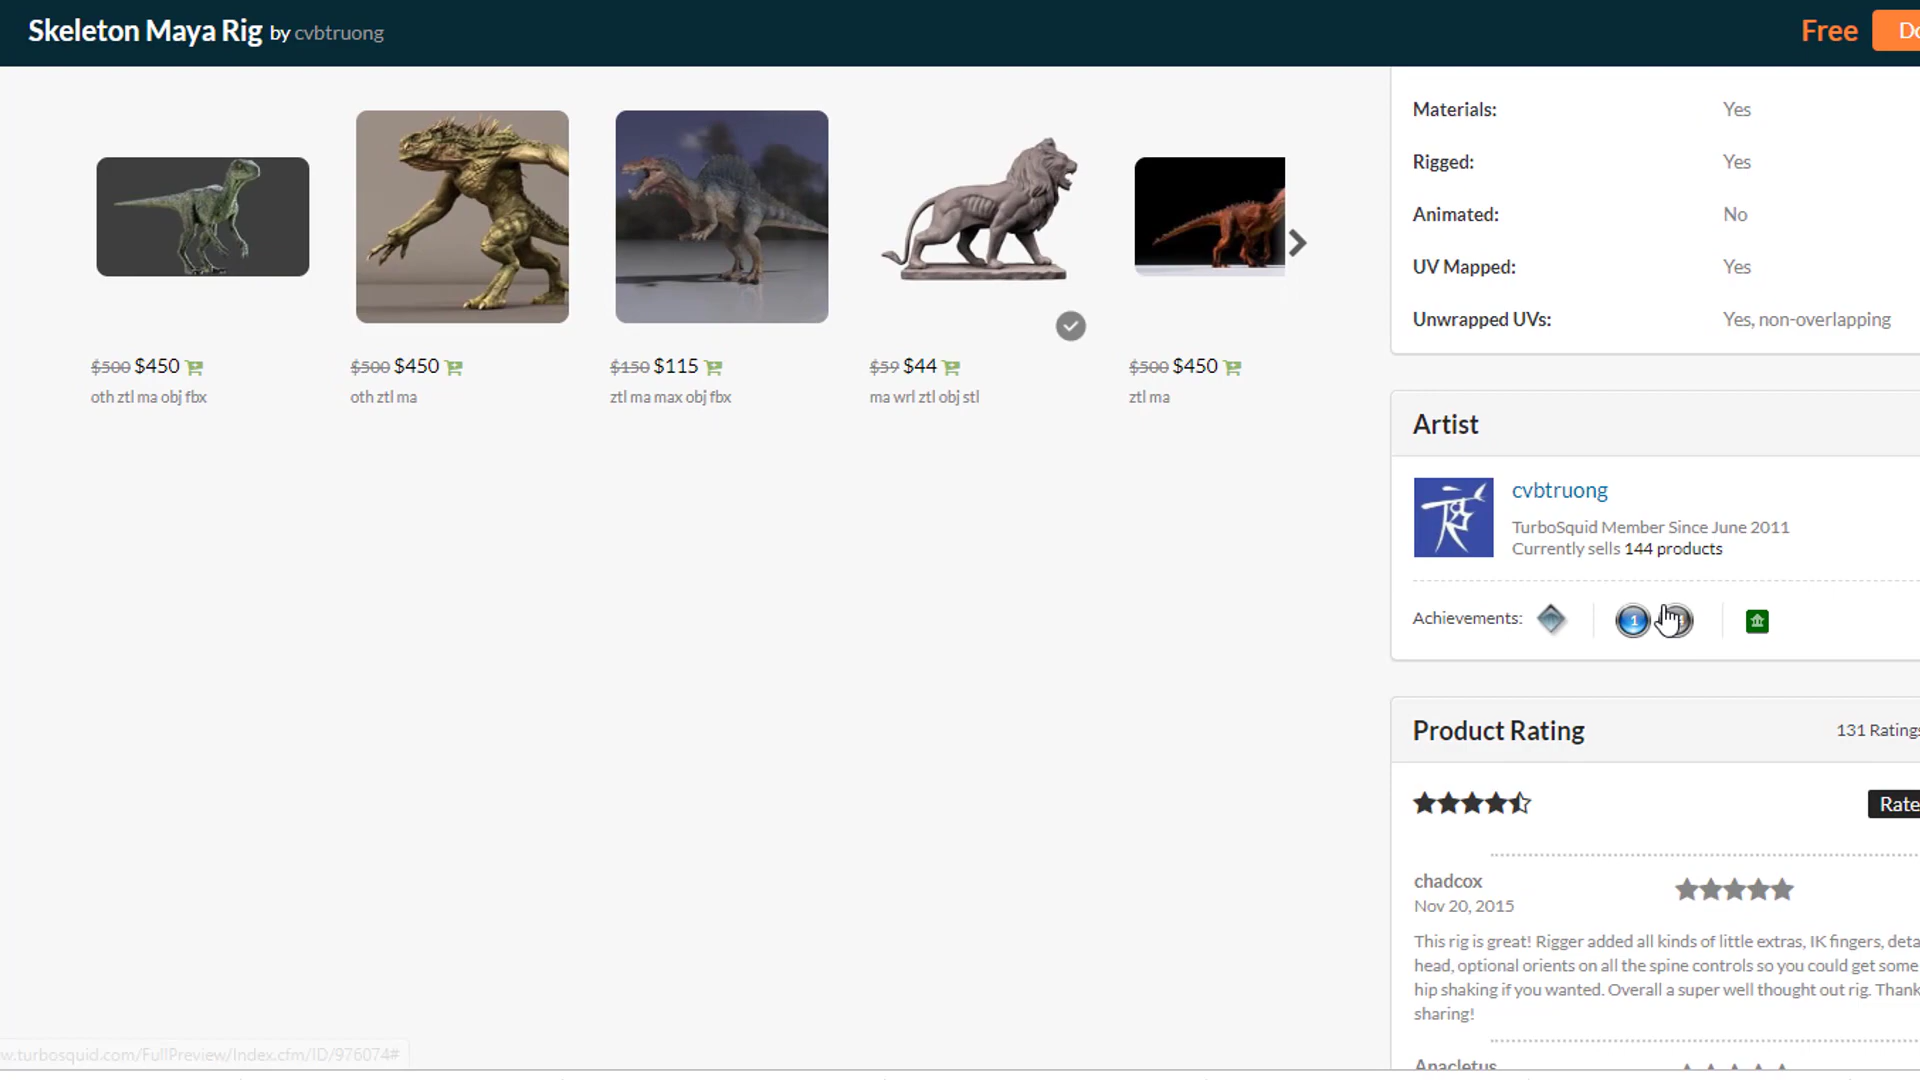 Skeleton Maya Rig by cvbtruong
Free
$500 $450
oth ztl ma obj fbx
$500 $450
oth ztl ma
$150 $115
ztl ma max obj fbx
$59 $44
ma wrl ztl obj stl
$500 $450
ztl ma
Materials: Yes
Rigged: Yes
Animated: No
UV Mapped: Yes
Unwrapped UVs: Yes, non-overlapping
Artist
cvbtruong
TurboSquid Member Since June 2011
Currently sells 144 products
Achievements: 1
Product Rating 131 Ratings
Rate
chadcox
Nov 20, 2015
This rig is great! Rigger added all kinds of little extras, IK fingers,
head, optional orients on all the spine controls so you could get some
hip shaking if you wanted. Overall a super well thought out rig. Thank
sharing!
Anacletus
w.turbosquid.com/FullPreview/Index.cfm/ID/976074#